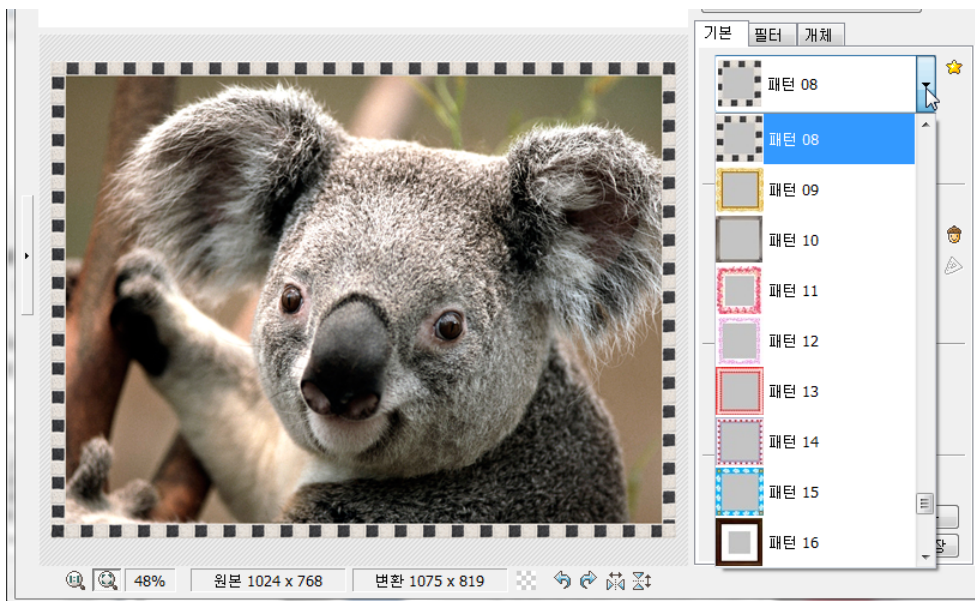 기본 필터 개체
패턴 08
패턴 08
패턴 09
패턴 10
패턴 11
패턴 12
패턴 13
패턴 14
패턴 15
패턴 16
장
48% 원본 1024 x 768 변환 1075 x 819